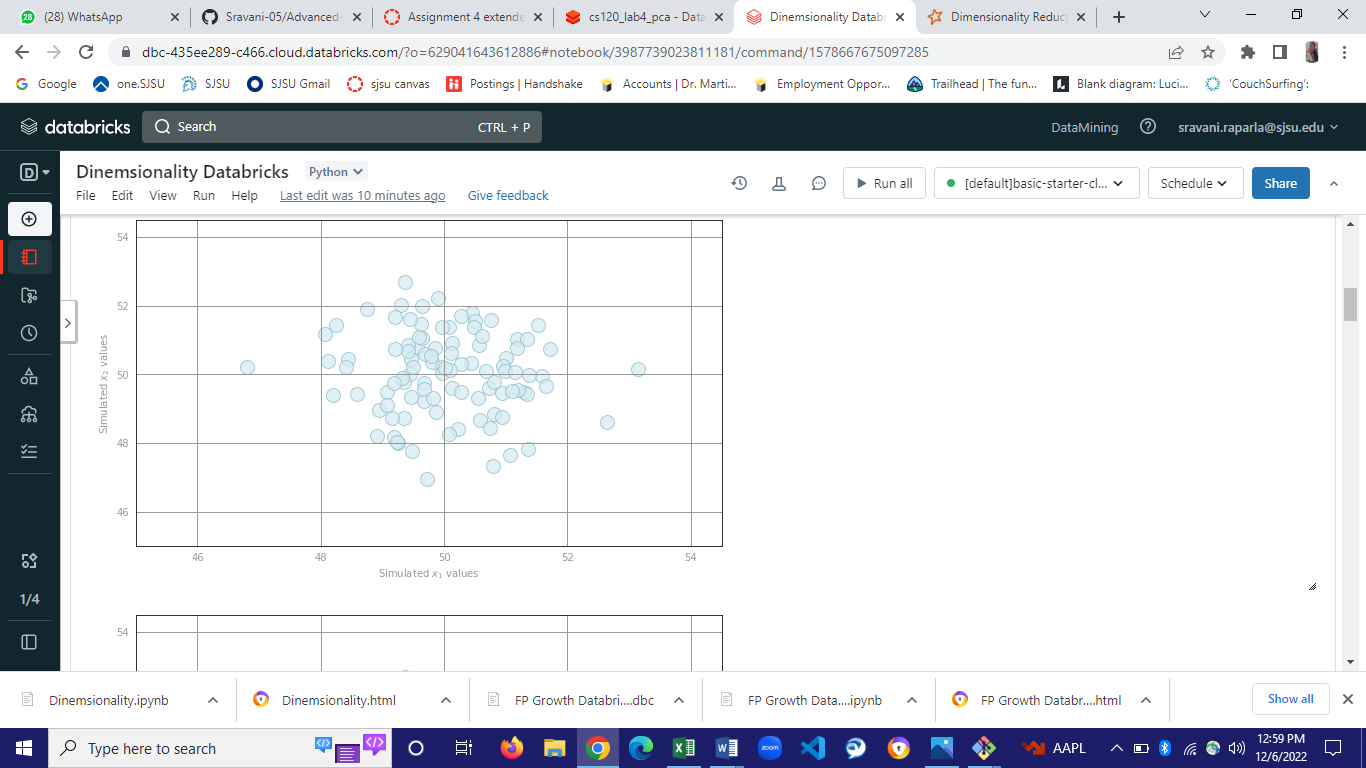 28
(28) WhatsApp
Sravani-05/Advanced-
Assignment 4 extende
cs120_lab4_pca - Data
Dinemsionality Databr
Dimensionality Reduct
dbc-435ee289-c466.cloud.databricks.com/?o=629041643612886#notebook/3987739023811181/command/1578667675097285
Google
one.SJSU
SJSU
SJSU Gmail
sjsu canvas
Postings | Handshake
Accounts | Dr. Marti...
Employment Oppor...
Trailhead | The fun...
Blank diagram: Luci...
'CouchSurfing':
databricks
Search
CTRL + P
DataMining
sravani.raparla@sjsu.edu
D
Dinemsionality Databricks
Python
File
Edit
View
Run
Help
Last edit was 10 minutes ago
Give feedback
Run all
[default]basic-starter-cl...
Schedule
Share
54
52
50
48
46
Simulated x₂ values
46
48
50
52
54
Simulated x₁ values
54
1/4
Dinemsionality.ipynb
Dinemsionality.html
FP Growth Databri....dbc
FP Growth Data....ipynb
FP Growth Databr....html
Show all
Type here to search
zoom
AAPL
12:59 PM
12/6/2022